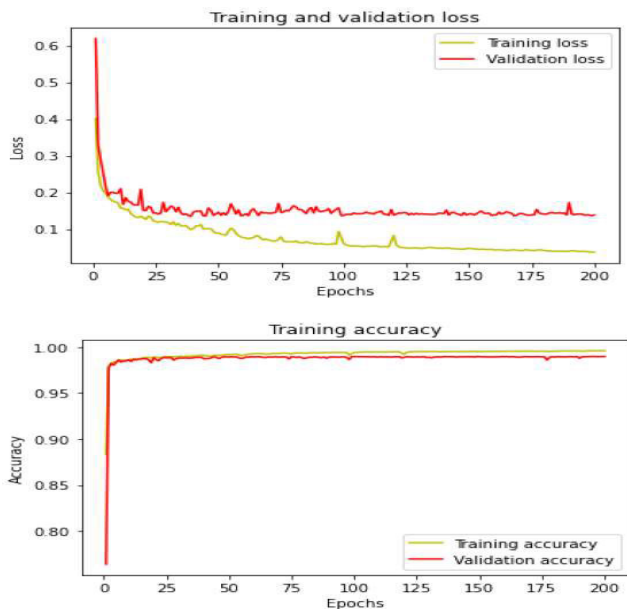 Training and validation loss
0.6
0.5
0.4
0.3
0.2
0.1
Loss
Training loss
Validation loss
0 25 50 75 100 125 150 175 200
Epochs
Training accuracy
1.00
0.95
0.90
0.85
0.80
Accuracy
Training accuracy
Validation accuracy
0 25 50 75 100 125 150 175 200
Epochs